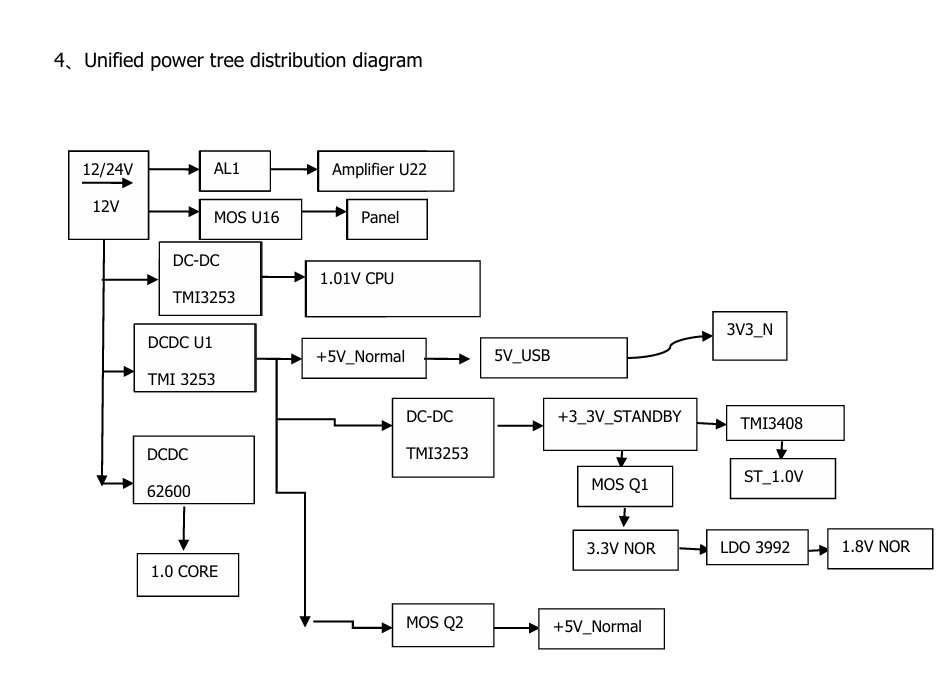 4、Unified power tree distribution diagram
12/24V
12V
AL1
Amplifier U22
MOS U16
Panel
DC-DC
TMI3253
1.01V CPU
DCDC U1
TMI 3253
+5V_Normal
5V_USB
3V3_N
DC-DC
TMI3253
+3_3V_STANDBY
TMI3408
ST_1.0V
MOS Q1
3.3V NOR
LDO 3992
1.8V NOR
DCDC
62600
1.0 CORE
MOS Q2
+5V_Normal